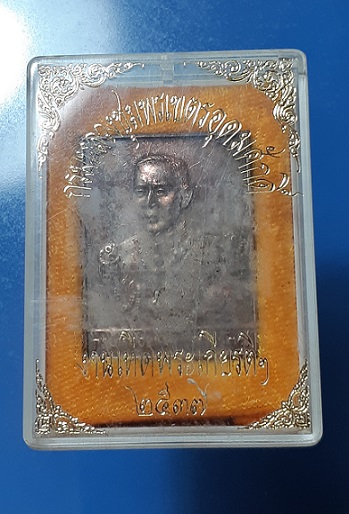 กรมหลวงชุมพรเขตรอุดมศักดิ์
งานเทิดพระเกียรติฯ
๒๕๓๗